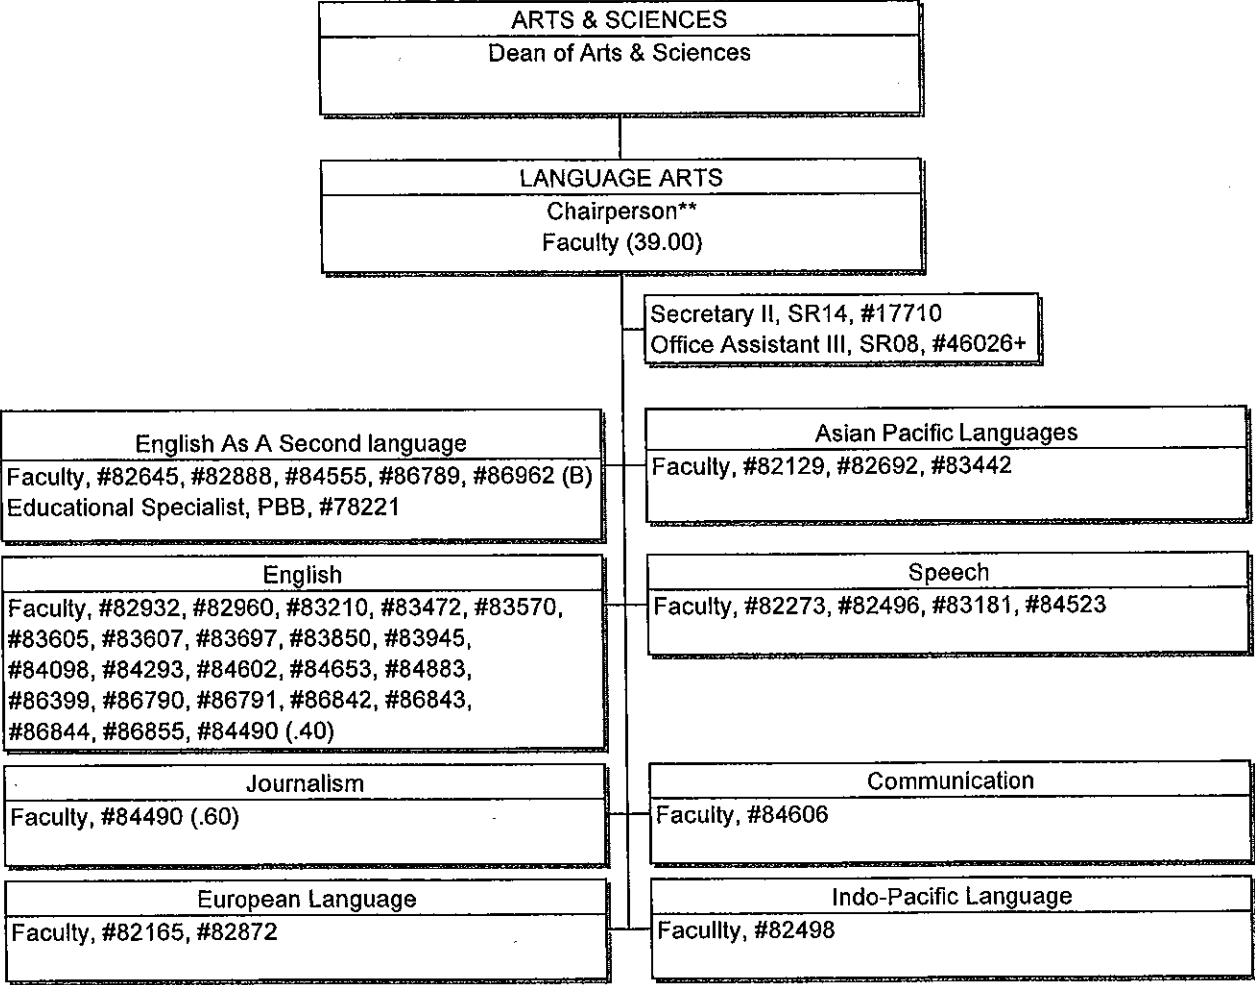 ARTS & SCIENCES
Dean of Arts & Sciences
LANGUAGE ARTS
Chairperson**
Faculty (39.00)
Secretary II, SR14, #17710
Office Assistant III, SR08, #46026+
English As A Second language
Faculty, #82645, #82888, #84555, #86789, #86962 (B)
Educational Specialist, PBB, #78221
Asian Pacific Languages
Faculty, #82129, #82692, #83442
English
Faculty, #82932, #82960, #83210, #83472, #83570,
#83605, #83607, #83697, #83850, #83945,
#84098, #84293, #84602, #84653, #84883,
#86399, #86790, #86791, #86842, #86843,
#86844, #86855, #84490 (.40)
Speech
Faculty, #82273, #82496, #83181, #84523
Journalism
Faculty, #84490 (.60)
Communication
Faculty, #84606
European Language
Faculty, #82165, #82872
Indo-Pacific Language
Facullty, #82498